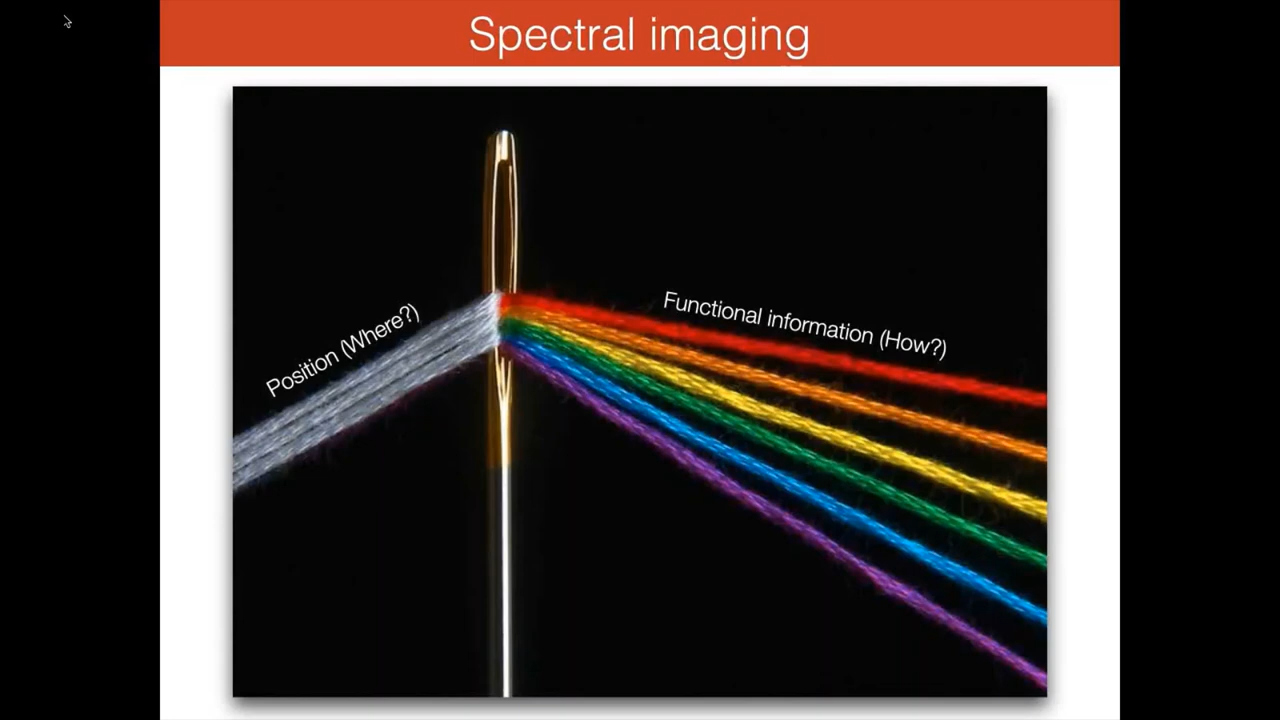 Spectral imaging
Position (Where?)
Functional information (How?)